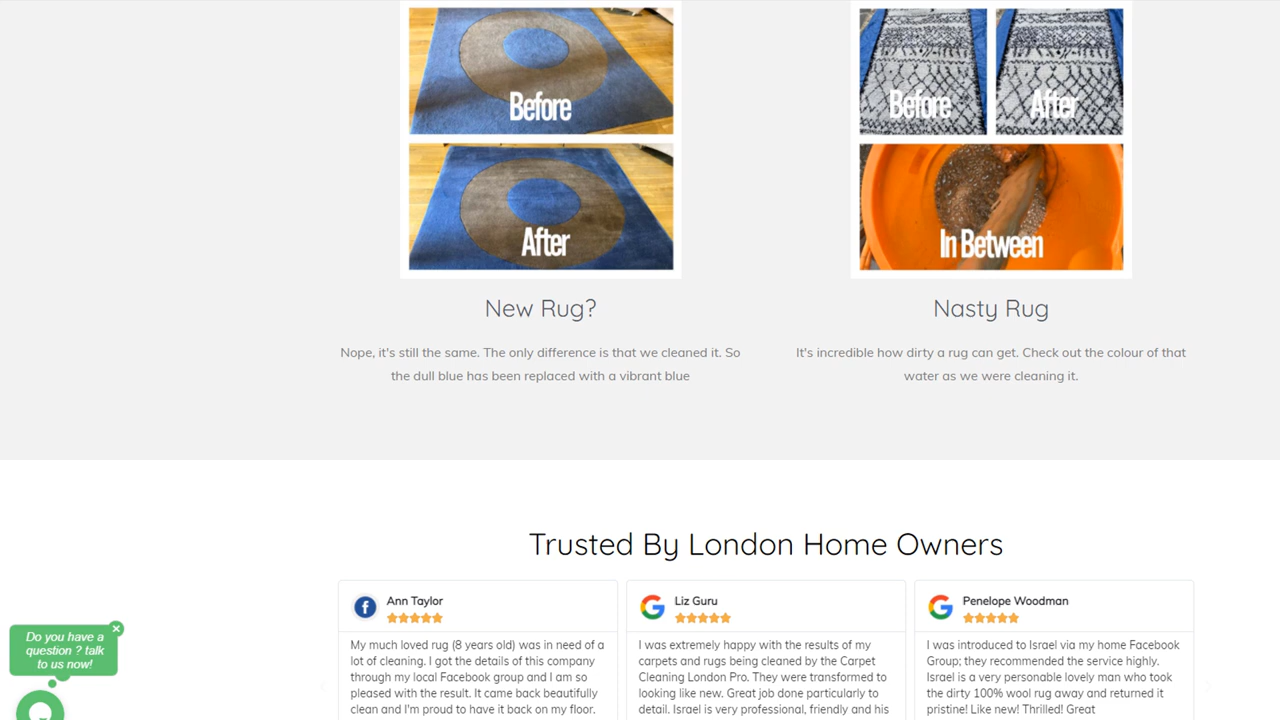 Before
After
New Rug?
Nope, it's still the same. The only difference is that we cleaned it. So
the dull blue has been replaced with a vibrant blue
Before
After
In Between
Nasty Rug
It's incredible how dirty a rug can get. Check out the colour of that
water as we were cleaning it.
Trusted By London Home Owners
Ann Taylor
My much loved rug (8 years old) was in need of a
lot of cleaning. I got the details of this company
through my local Facebook group and I am so
pleased with the result. It came back beautifully
clean and I'm proud to have it back on my floor.
Liz Guru
I was extremely happy with the results of my
carpets and rugs being cleaned by the Carpet
Cleaning London Pro. They were transformed to
looking like new. Great job done particularly to
detail. Israel is very professional, friendly and his
Penelope Woodman
I was introduced to Israel via my home Facebook
Group; they recommended the service highly.
Israel is a very personable lovely man who took
the dirty 100% wool rug away and returned it
pristine! Like new! Thrilled! Great
Do you have a
question ? talk
to us now!